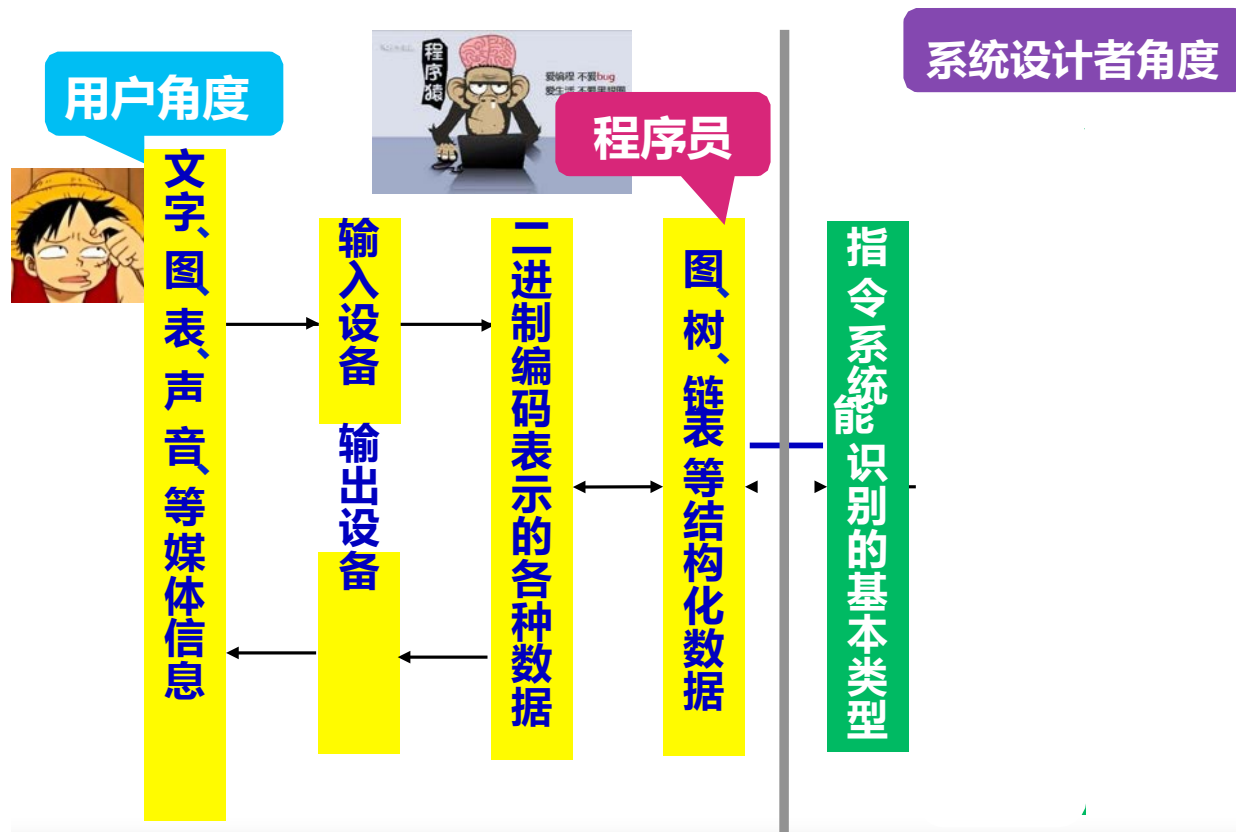 用户角度
程序猿
爱编程 不爱bug
程序员
系统设计者角度
文字、图、表、声音、等媒体信息
输入设备
输出设备
二进制编码表示的各种数据
图、树、链表等结构化数据
指令系统能识别的基本类型